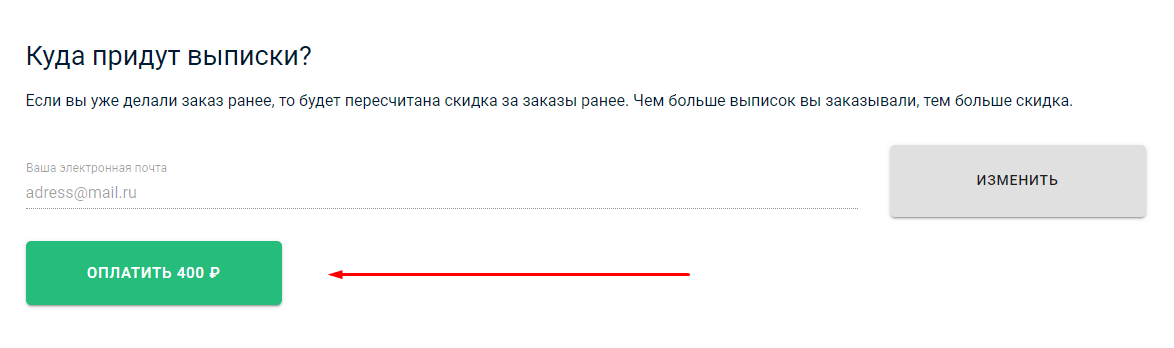 Куда придут выписки?
Если вы уже делали заказ ранее, то будет пересчитана скидка за заказы ранее. Чем больше выписок вы заказывали, тем больше скидка.
Ваша электронная почта
adress@mail.ru
ИЗМЕНИТЬ
ОПЛАТИТЬ 400 ₽